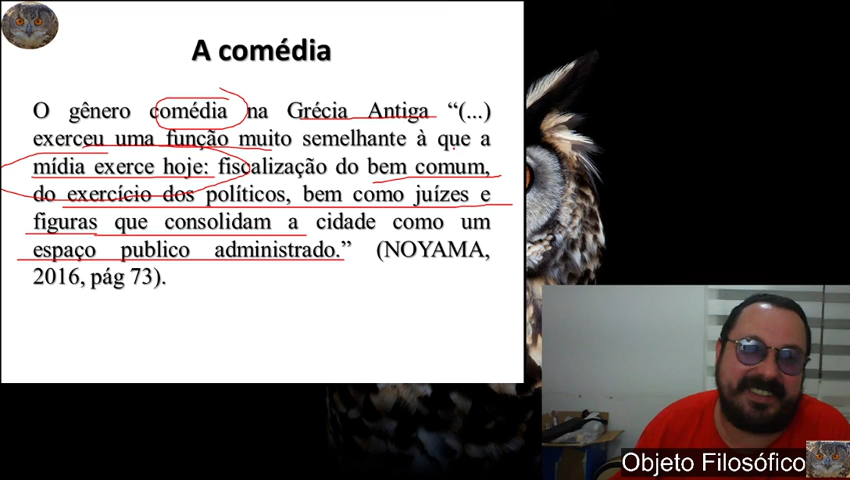 A comédia
O gênero comédia na Grécia Antiga “(...)
exerceu uma função muito semelhante à que a
mídia exerce hoje: fiscalização do bem comum,
do exercício dos políticos, bem como juízes e
figuras que consolidam a cidade como um
espaço publico administrado.” (NOYAMA,
2016, pág 73).
Objeto Filosófico